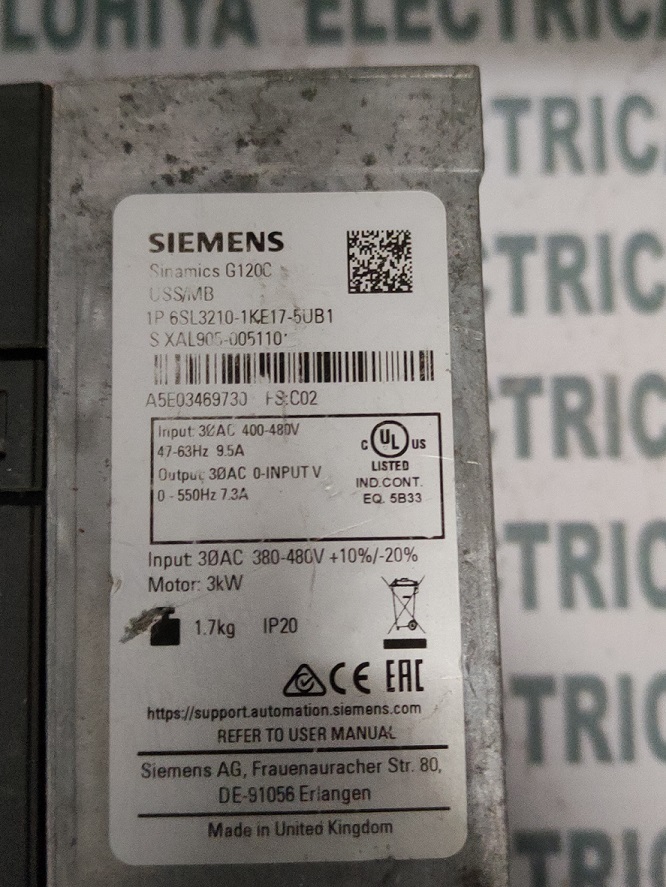 LOHIYA ELECTRICA
TRICA
TRIC
TRIC
TRIC
TRIC
TRIC
SIEMENS
Sinamics G120C
USS/MB
1P 6SL3210-1KE17-5UB1
A5E03469730 FS:C02
Input: 3ØAC 400-480V
47-63Hz 9.5A
Output: 3ØAC 0-INPUT V
0 - 550Hz 7.3A
C UL US
LISTED
IND.CONT.
EQ. 5B33
Input: 3ØAC 380-480V +10%/-20%
Motor: 3kW
1.7kg IP20
CE EAC
https://support.automation.siemens.com
REFER TO USER MANUAL
Siemens AG, Frauenauracher Str. 80,
DE-91056 Erlangen
Made in United Kingdom